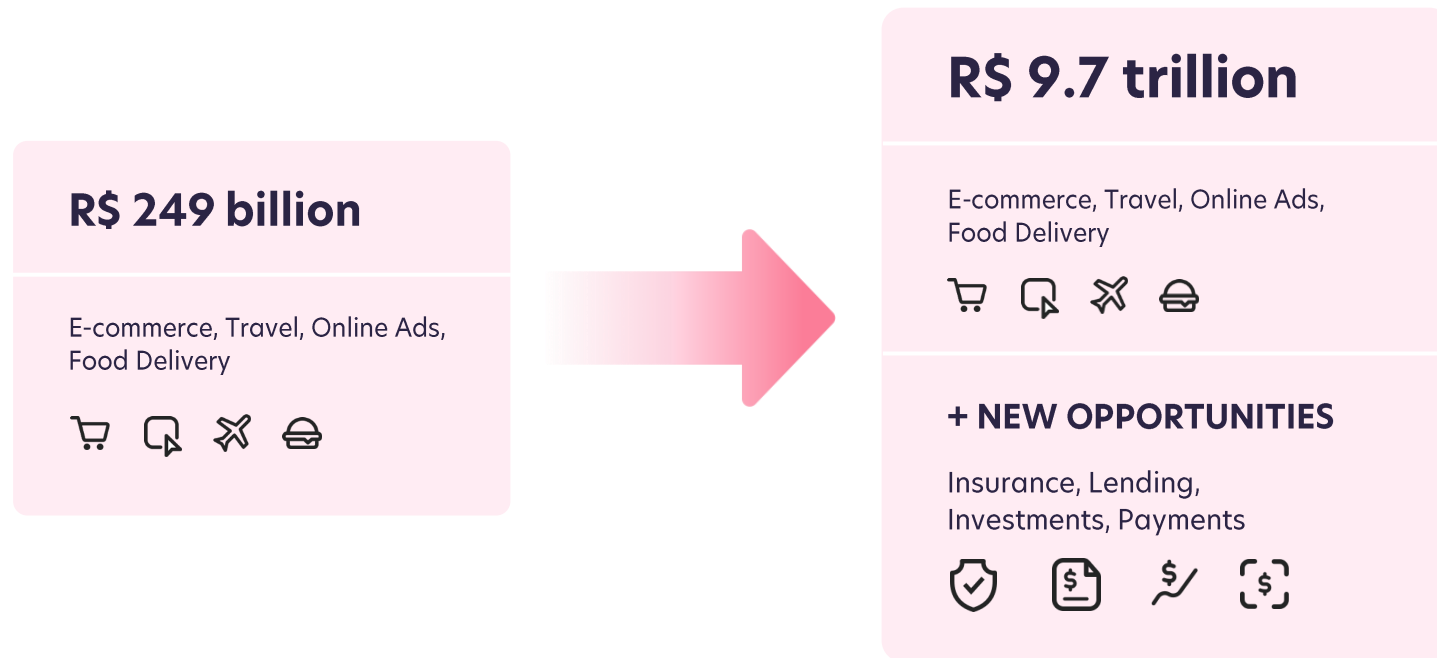 R$ 249 billion
E-commerce, Travel, Online Ads,
Food Delivery
R$ 9.7 trillion
E-commerce, Travel, Online Ads,
Food Delivery
+ NEW OPPORTUNITIES
Insurance, Lending,
Investments, Payments
$
$
$